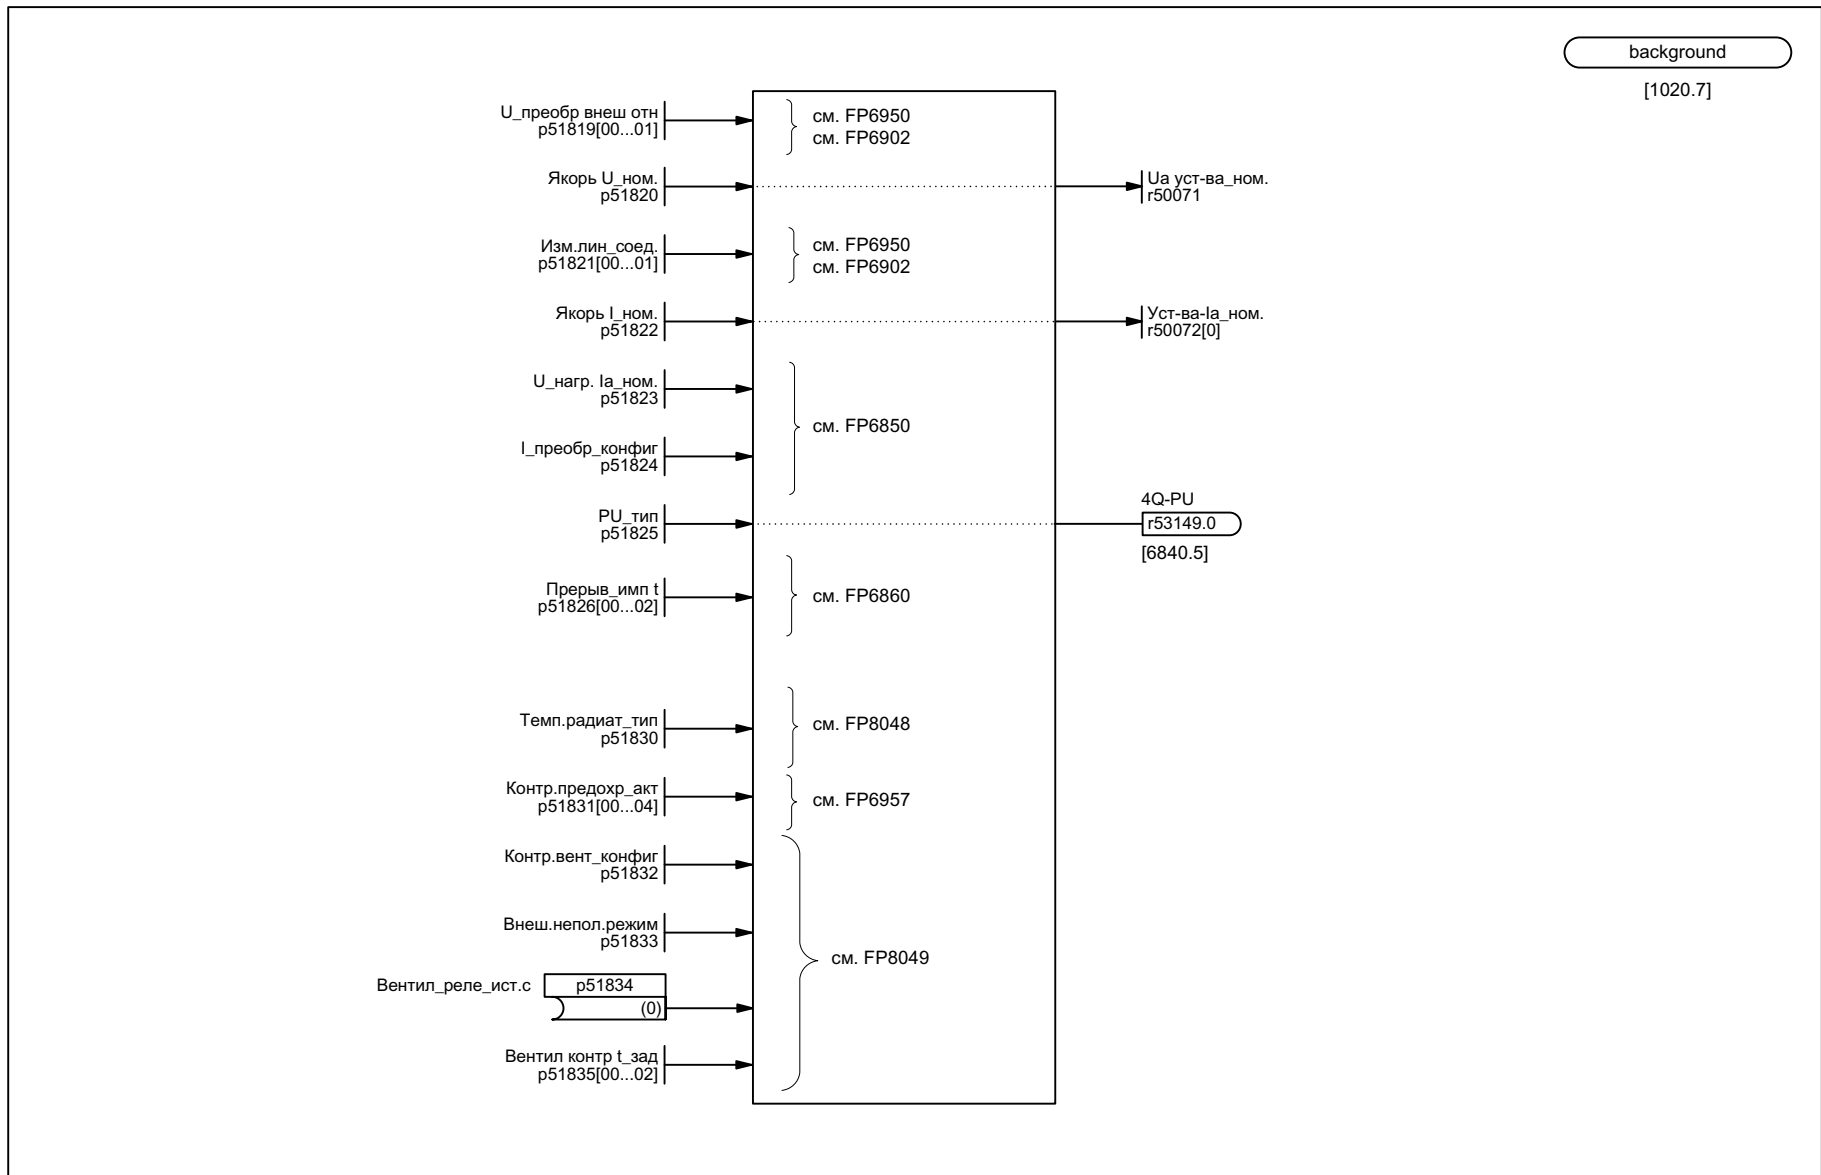 background
[1020.7]
U_преобр внеш отн
p51819[00...01]
см. FP6950
см. FP6902
Якорь U_ном.
p51820
Ua уст-ва_ном.
r50071
Изм.лин_соед.
p51821[00...01]
см. FP6950
см. FP6902
Якорь I_ном.
p51822
Уст-ва-Ia_ном.
r50072[0]
U_нагр. Ia_ном.
p51823
см. FP6850
I_преобр_конфиг
p51824
PU_тип
p51825
4Q-PU
r53149.0
[6840.5]
Прерыв_имп t
p51826[00...02]
см. FP6860
Темп.радиат_тип
p51830
см. FP8048
Контр.предохр_акт
p51831[00...04]
см. FP6957
Контр.вент_конфиг
p51832
Внеш.непол.режим
p51833
см. FP8049
Вентил_реле_ист.с
p51834
(0)
Вентил контр t_зад
p51835[00...02]